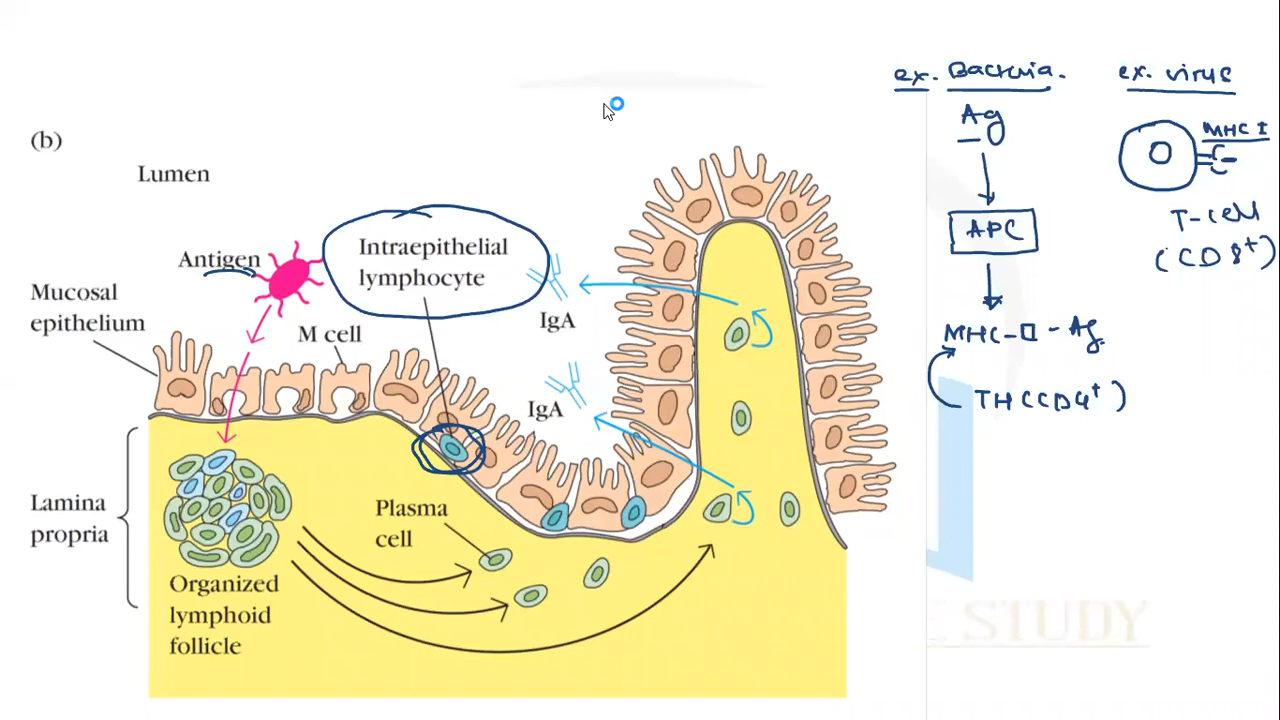 (b)
Lumen
Antigen
Intraepithelial
lymphocyte
Mucosal
epithelium
M cell
IgA
IgA
Lamina
propria
Plasma
cell
Organized
lymphoid
follicle
ex. Bacteria.
Ag
APC
MHC-II-Ag.
TH(CD4+)
ex. virus
MHC I
T-cell
(CD8+)
E STUDY